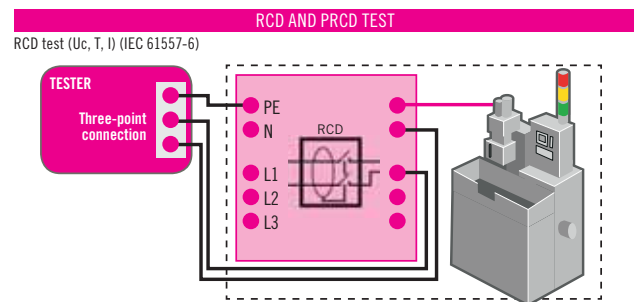 RCD AND PRCD TEST
RCD test (Uc, T, I) (IEC 61557-6)
TESTER
Three-point
connection
PE
N
RCD
L1
L2
L3